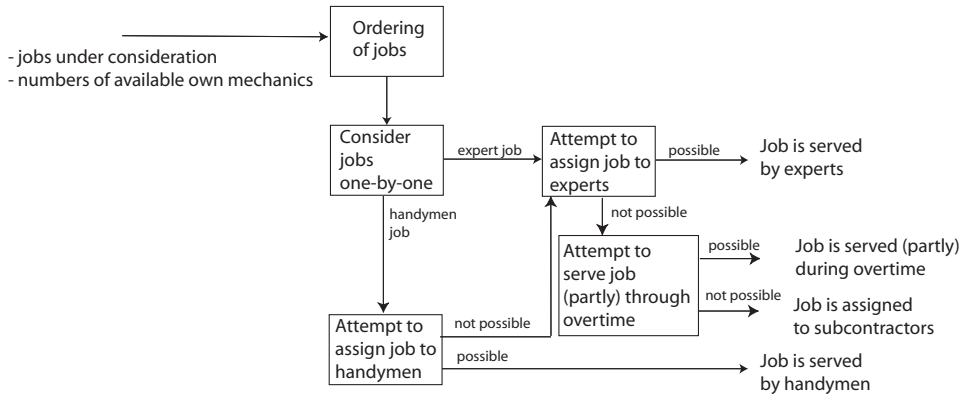 Ordering
of jobs
- jobs under consideration
- numbers of available own mechanics
Consider
jobs
one-by-one
expert job
Attempt to
assign job to
experts
possible
Job is served
by experts
not possible
handymen
job
Attempt to
serve job
(partly) through
overtime
possible
Job is served (partly)
during overtime
not possible
Job is assigned
to subcontractors
Attempt to
assign job to
handymen
not possible
possible
Job is served
by handymen